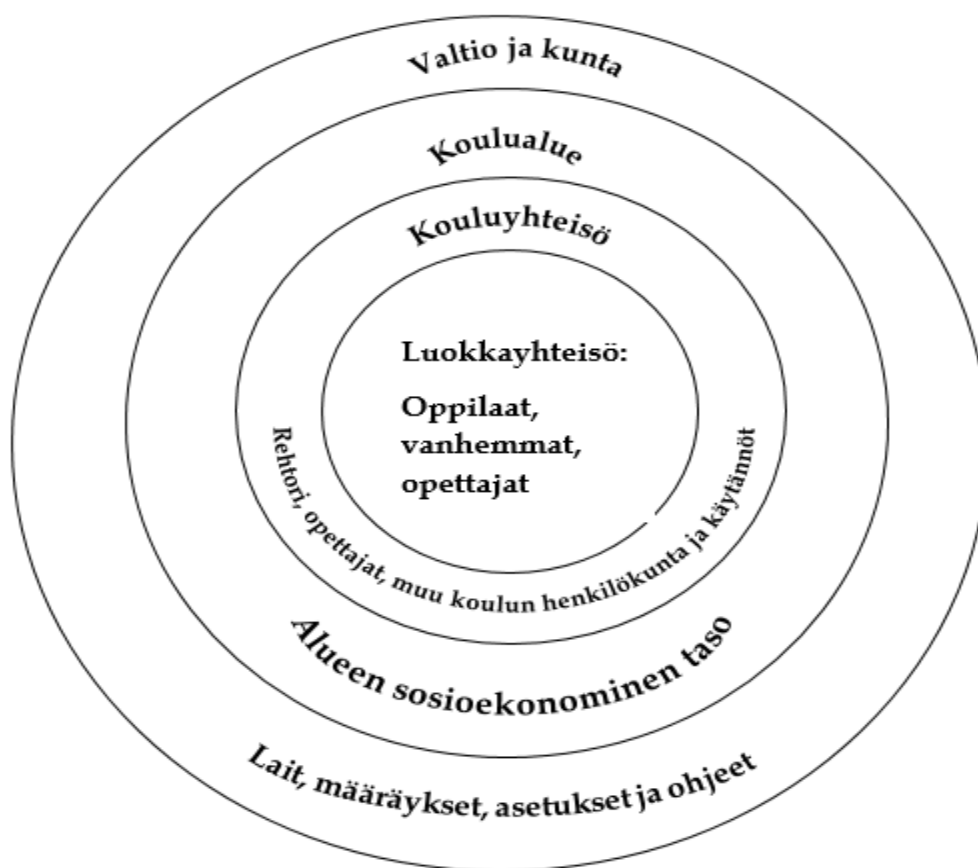 Valtio ja kunta
Koulualue
Kouluyhteisö
Luokkayhteisö:
Oppilaat,
vanhemmat,
opettajat
Rehtori, opettajat, muu koulun henkilökunta ja käytännöt
Alueen sosioekonominen taso
Lait, määräykset, asetukset ja ohjeet